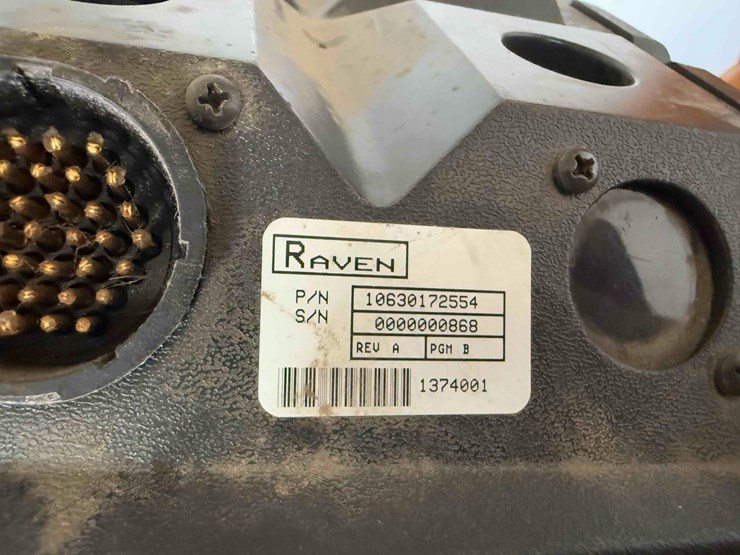 RAVEN
P/N 10630172554
S/N 0000000868
REV A PGM B
1374001